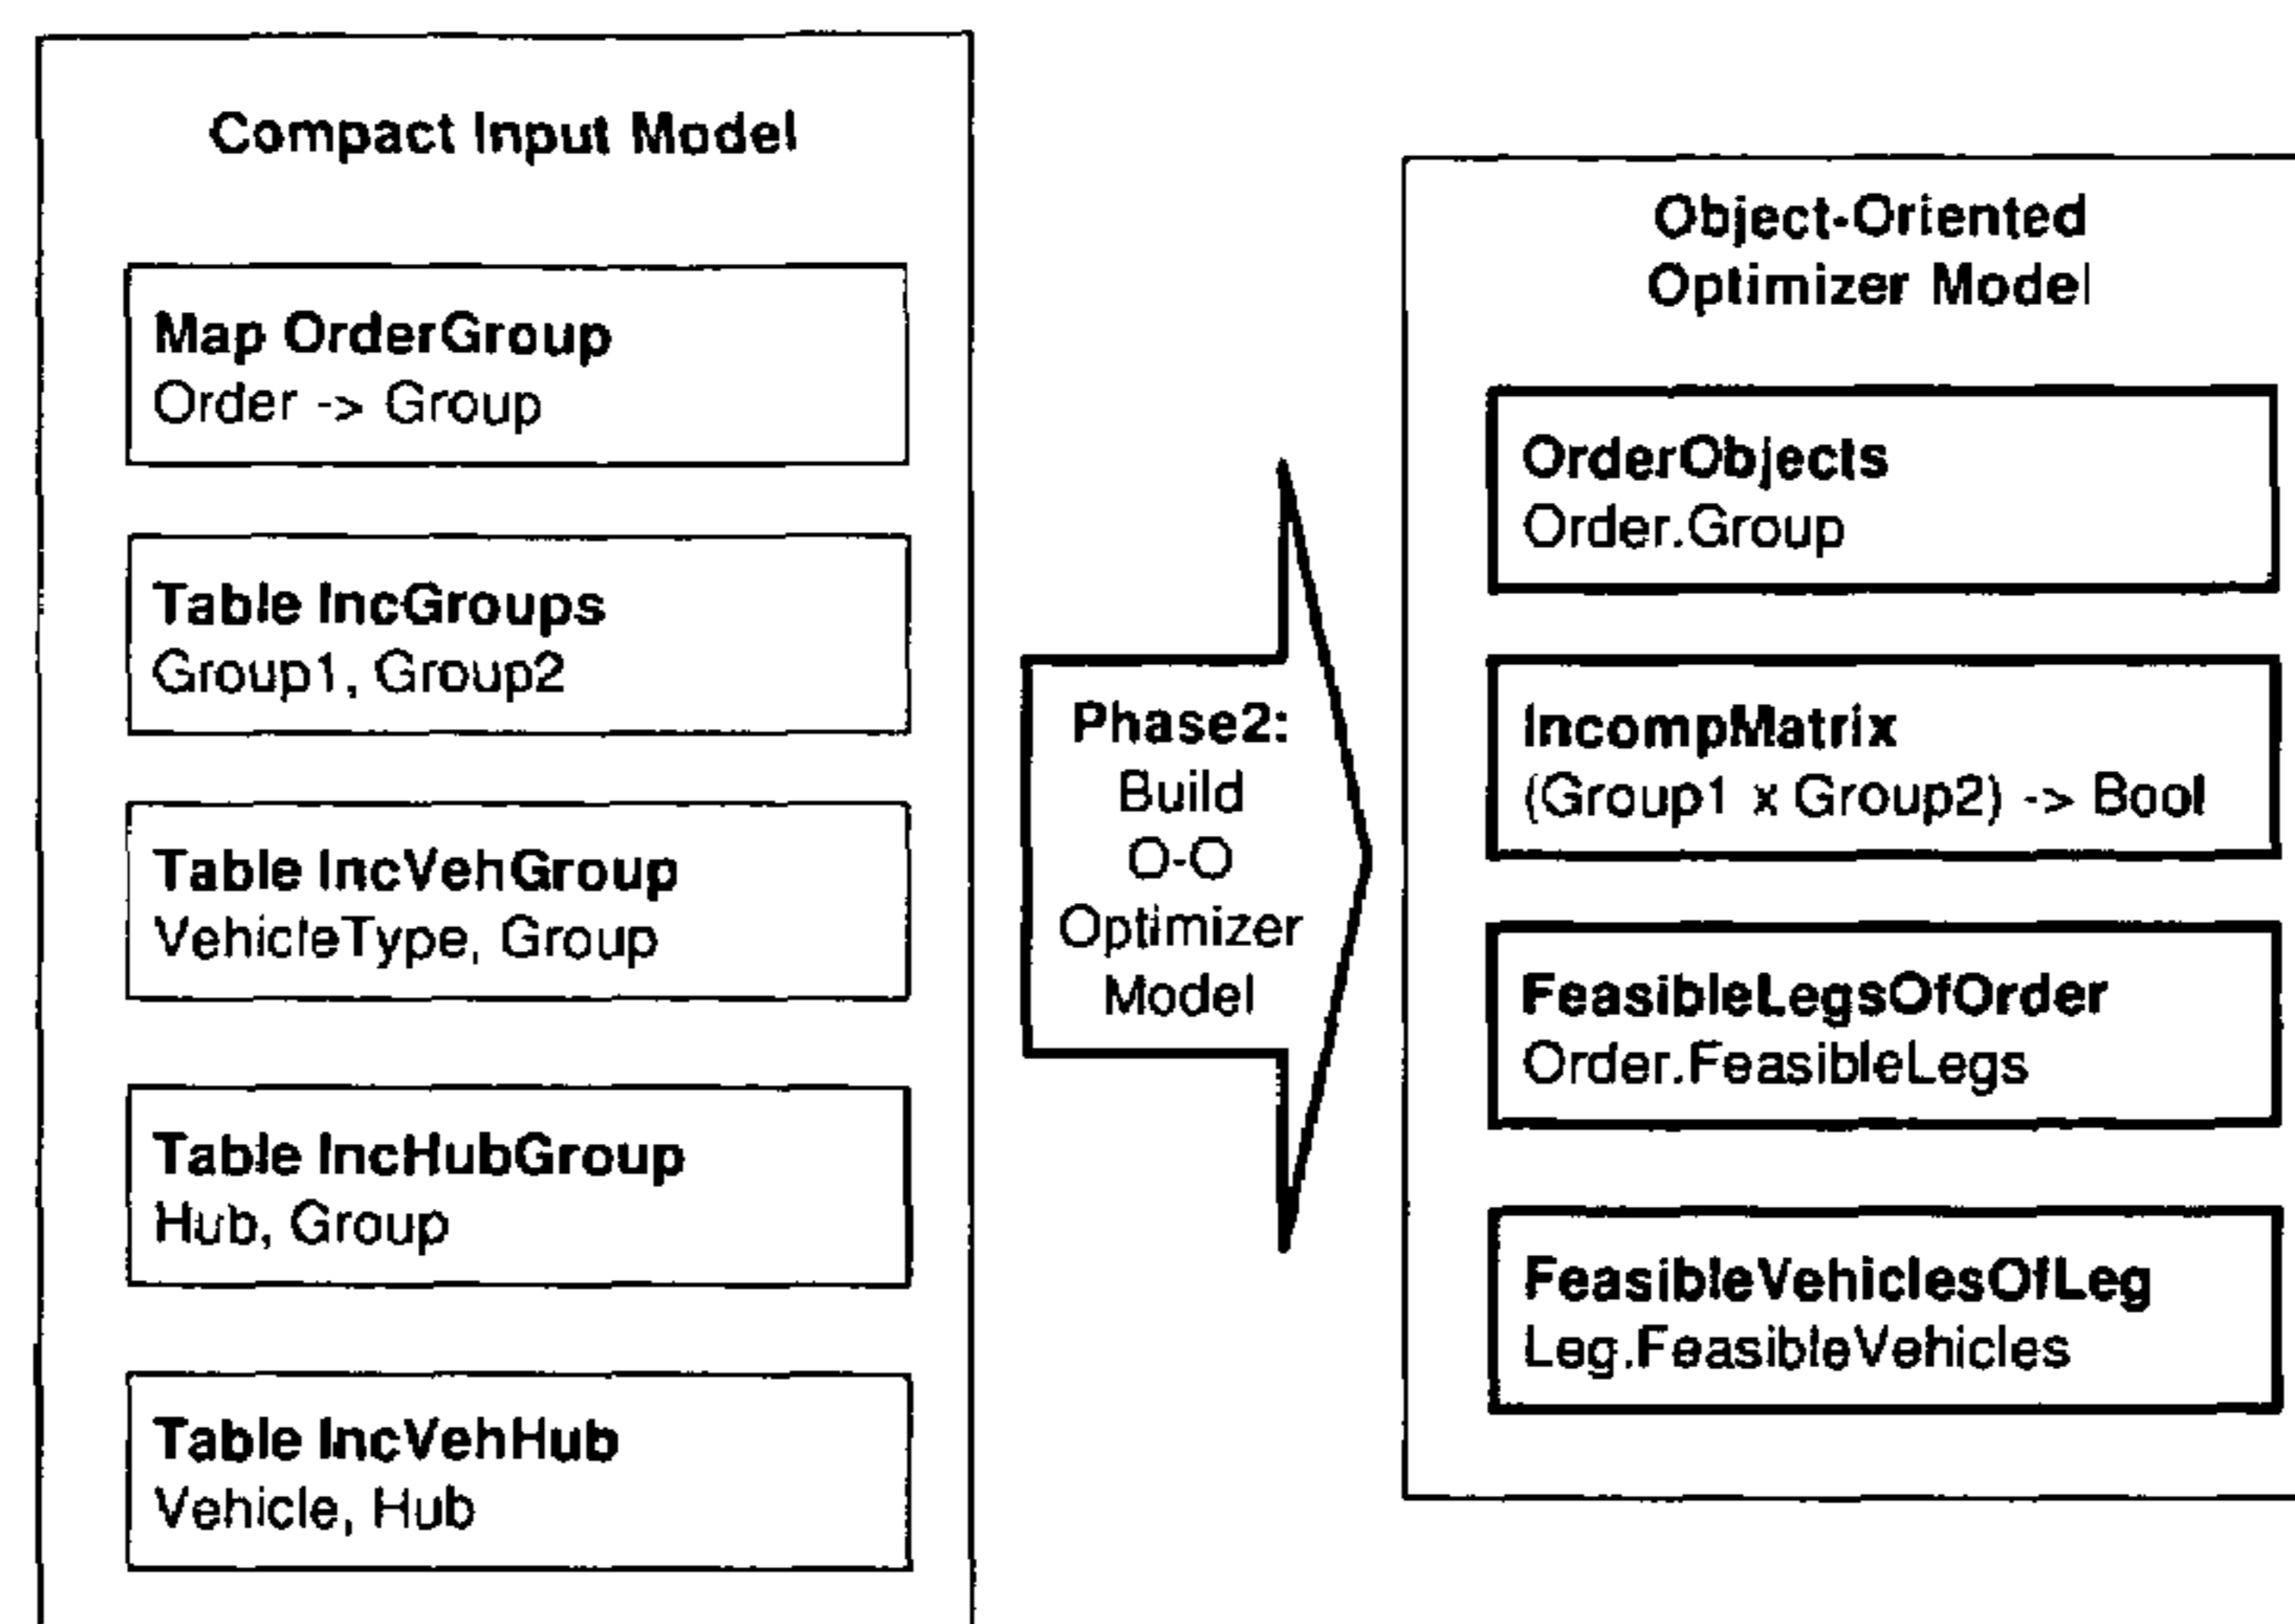 Compact Input Model
Map OrderGroup
Order -> Group
Table IncGroups
Group1, Group2
Table IncVehGroup
VehicleType, Group
Table IncHubGroup
Hub, Group
Table IncVehHub
Vehicle, Hub
Phase2:
Build
O-O
Optimizer
Model
Object-Oriented
Optimizer Model
OrderObjects
Order.Group
IncompMatrix
(Group1 x Group2) -> Bool
FeasibleLegsOfOrder
Order.FeasibleLegs
FeasibleVehiclesOfLeg
Leg.FeasibleVehicles